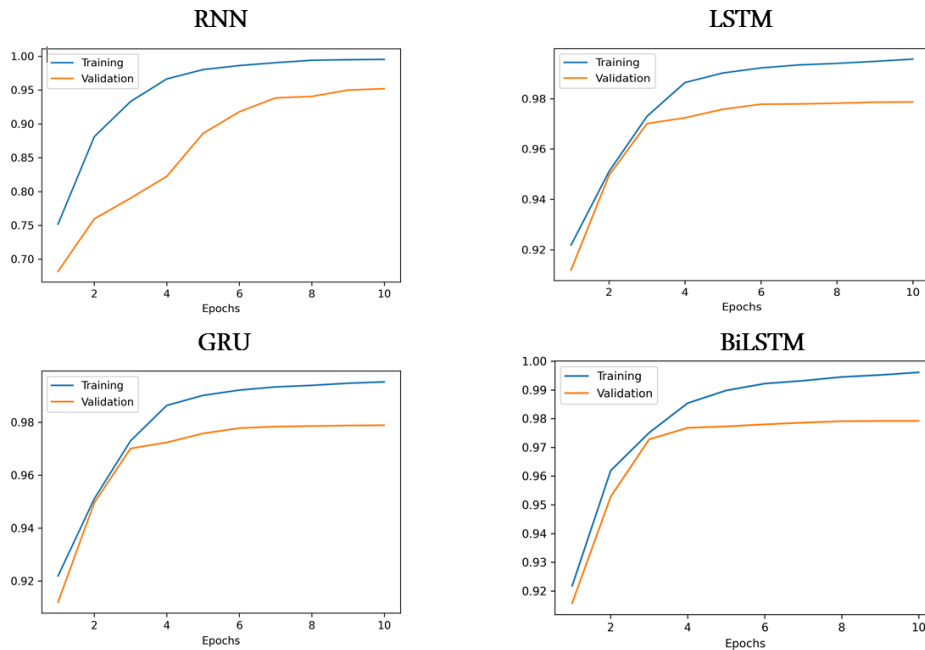 RNN
1.00
0.95
0.90
0.85
0.80
0.75
0.70
Training
Validation
2 4 6 8 10
Epochs
LSTM
0.98
0.96
0.94
0.92
Training
Validation
2 4 6 8 10
Epochs
GRU
0.98
0.96
0.94
0.92
Training
Validation
2 4 6 8 10
Epochs
BiLSTM
1.00
0.99
0.98
0.97
0.96
0.95
0.94
0.93
0.92
Training
Validation
2 4 6 8 10
Epochs